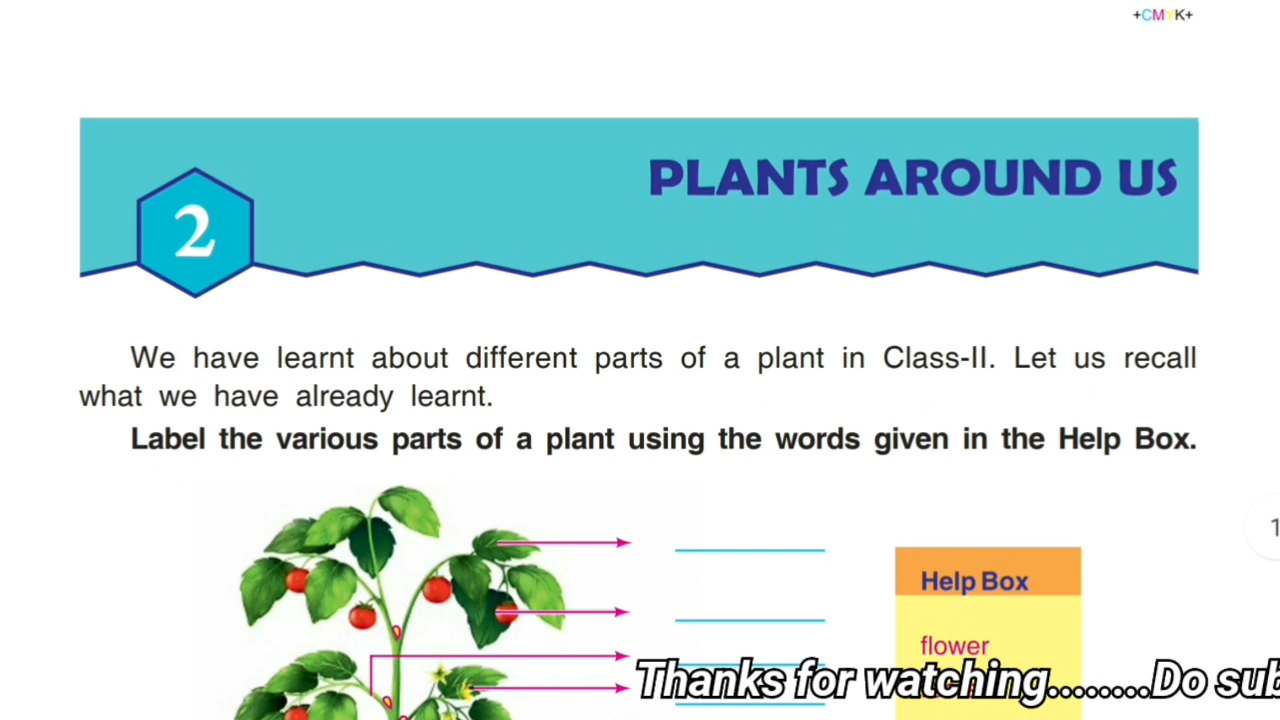 +CMYK+
PLANTS AROUND US
2
We have learnt about different parts of a plant in Class-II. Let us recall
what we have already learnt.
Label the various parts of a plant using the words given in the Help Box.
Help Box
flower
Thanks for watching........Do sub
1